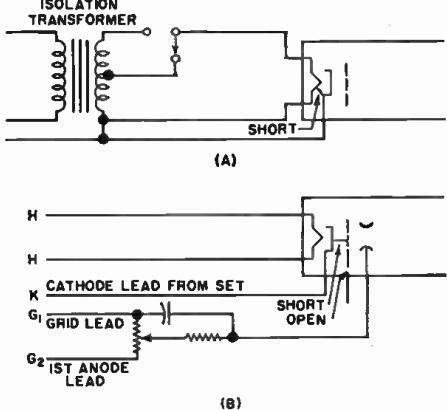 ISOLATION
TRANSFORMER
SHORT
(A)
H
H
K CATHODE LEAD FROM SET
G1 GRID LEAD
SHORT
OPEN
G2 1ST ANODE
LEAD
(B)